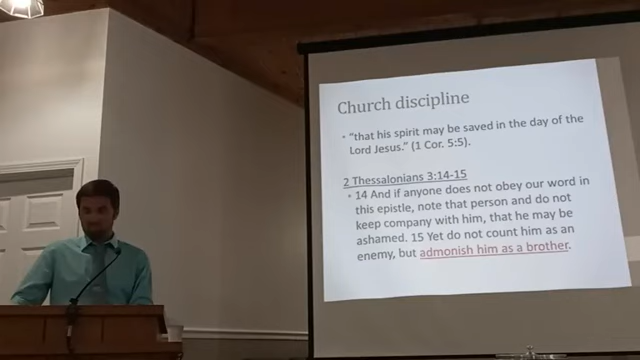 Church discipline
• "that his spirit may be saved in the day of the
Lord Jesus." (1 Cor. 5:5).
2 Thessalonians 3:14-15
• 14 And if anyone does not obey our word in
this epistle, note that person and do not
keep company with him, that he may be
ashamed. 15 Yet do not count him as an
enemy, but admonish him as a brother.